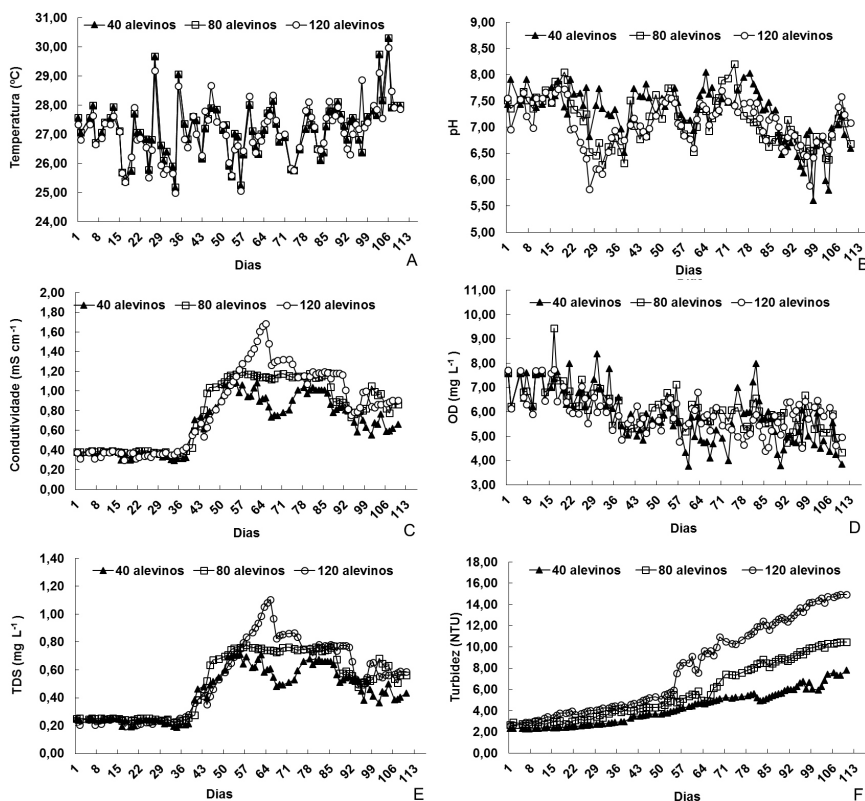 40 alevinos 80 alevinos 120 alevinos
Temperatura (ºC)
31,00
30,00
29,00
28,00
27,00
26,00
25,00
24,00
1 8 15 22 29 36 43 50 57 64 71 78 85 92 99 106 113
Dias
A
40 alevinos 80 alevinos 120 alevinos
pH
9,00
8,50
8,00
7,50
7,00
6,50
6,00
5,50
5,00
1 8 15 22 29 36 43 50 57 64 71 78 85 92 99 106 113
Dias
B
40 alevinos 80 alevinos 120 alevinos
Condutividade (mS cm-1)
2,00
1,80
1,60
1,40
1,20
1,00
0,80
0,60
0,40
0,20
0,00
1 8 15 22 29 36 43 50 57 64 71 78 85 92 99 106 113
Dias
C
40 alevinos 80 alevinos 120 alevinos
OD (mg L-1)
11,00
10,00
9,00
8,00
7,00
6,00
5,00
4,00
3,00
1 8 15 22 29 36 43 50 57 64 71 78 85 92 99 106 113
Dias
D
40 alevinos 80 alevinos 120 alevinos
TDS (mg L-1)
1,40
1,20
1,00
0,80
0,60
0,40
0,20
0,00
1 8 15 22 29 36 43 50 57 64 71 78 85 92 99 106 113
Dias
E
40 alevinos 80 alevinos 120 alevinos
Turbidez (NTU)
18,00
16,00
14,00
12,00
10,00
8,00
6,00
4,00
2,00
0,00
1 8 15 22 29 36 43 50 57 64 71 78 85 92 99 106 113
Dias
F